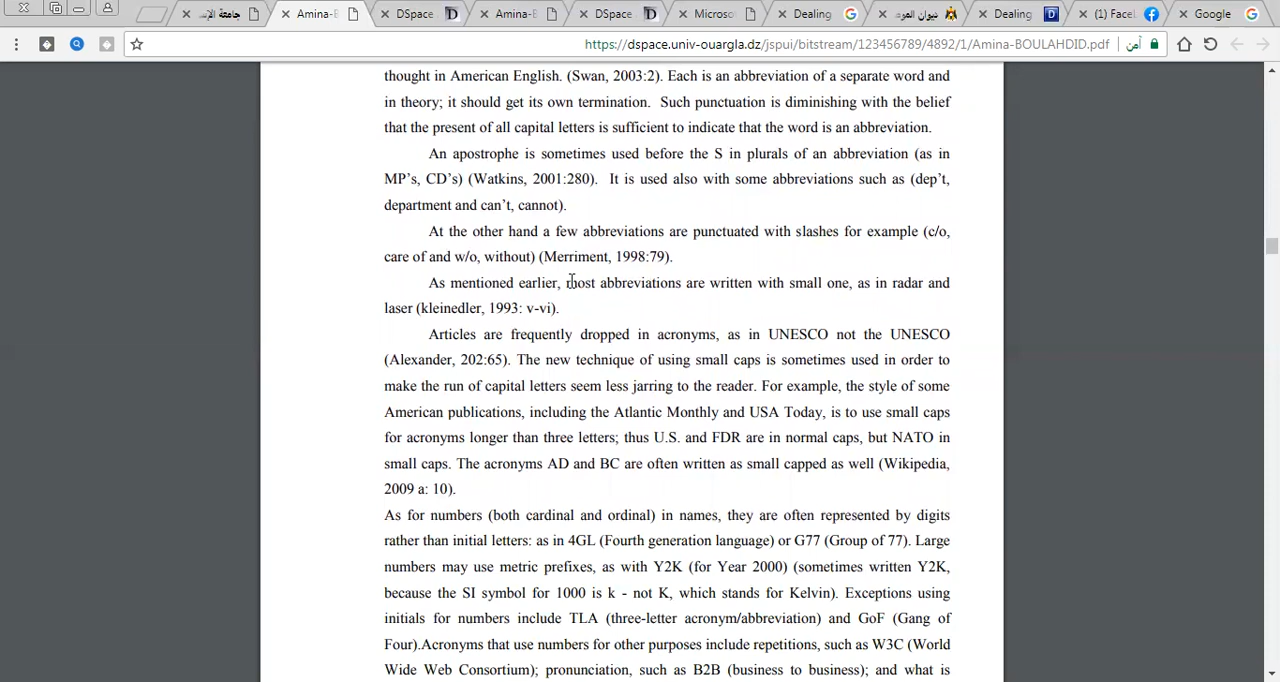 جامعة الإ...
Amina-B
DSpace
Amina-B
DSpace
Microso
Dealing
ديوان العرد
Dealing
(1) Facel
Google
https://dspace.univ-ouargla.dz/jspui/bitstream/123456789/4892/1/Amina-BOULAHDID.pdf
آمن
thought in American English. (Swan, 2003:2). Each is an abbreviation of a separate word and
in theory; it should get its own termination. Such punctuation is diminishing with the belief
that the present of all capital letters is sufficient to indicate that the word is an abbreviation.
An apostrophe is sometimes used before the S in plurals of an abbreviation (as in
MP’s, CD’s) (Watkins, 2001:280). It is used also with some abbreviations such as (dep’t,
department and can’t, cannot).
At the other hand a few abbreviations are punctuated with slashes for example (c/o,
care of and w/o, without) (Merriment, 1998:79).
As mentioned earlier, most abbreviations are written with small one, as in radar and
laser (kleinedler, 1993: v-vi).
Articles are frequently dropped in acronyms, as in UNESCO not the UNESCO
(Alexander, 202:65). The new technique of using small caps is sometimes used in order to
make the run of capital letters seem less jarring to the reader. For example, the style of some
American publications, including the Atlantic Monthly and USA Today, is to use small caps
for acronyms longer than three letters; thus U.S. and FDR are in normal caps, but NATO in
small caps. The acronyms AD and BC are often written as small capped as well (Wikipedia,
2009 a: 10).
As for numbers (both cardinal and ordinal) in names, they are often represented by digits
rather than initial letters: as in 4GL (Fourth generation language) or G77 (Group of 77). Large
numbers may use metric prefixes, as with Y2K (for Year 2000) (sometimes written Y2K,
because the SI symbol for 1000 is k - not K, which stands for Kelvin). Exceptions using
initials for numbers include TLA (three-letter acronym/abbreviation) and GoF (Gang of
Four).Acronyms that use numbers for other purposes include repetitions, such as W3C (World
Wide Web Consortium); pronunciation, such as B2B (business to business); and what is